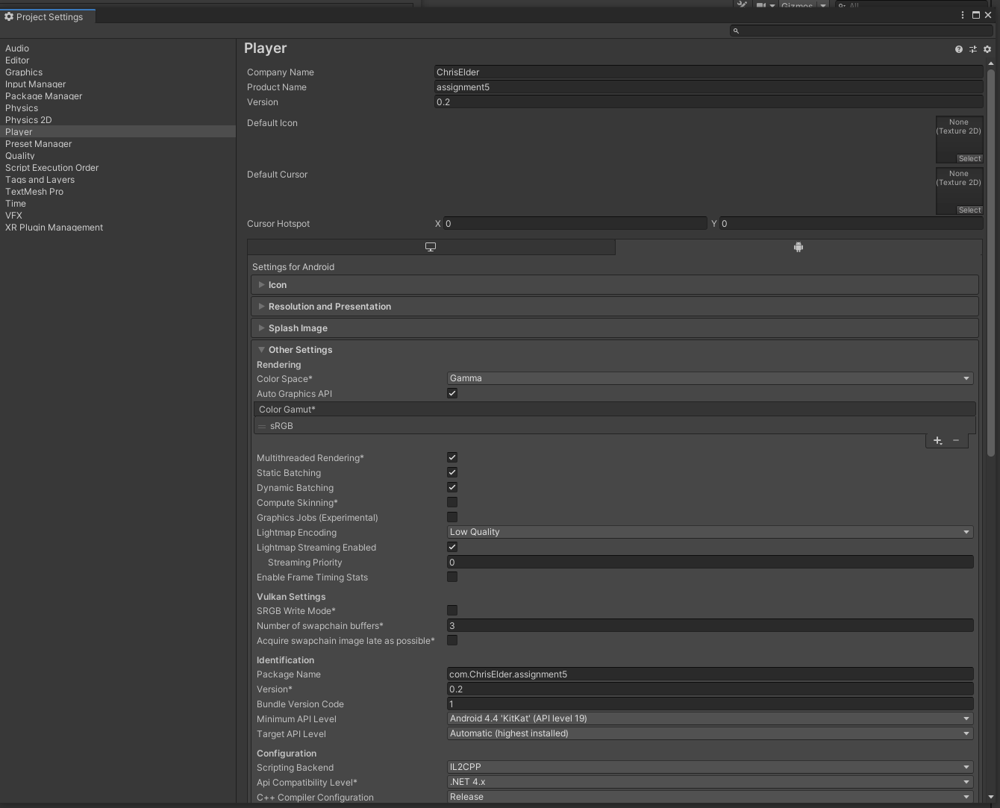 Gizmos
All
Project Settings
Audio
Editor
Graphics
Input Manager
Package Manager
Physics
Physics 2D
Player
Preset Manager
Quality
Script Execution Order
Tags and Layers
TextMesh Pro
Time
VFX
XR Plugin Management
Player
Company Name ChrisElder
Product Name assignment5
Version 0.2
Default Icon
None
(Texture 2D)
Select
Default Cursor
None
(Texture 2D)
Select
Cursor Hotspot X 0 Y 0
Settings for Android
Icon
Resolution and Presentation
Splash Image
Other Settings
Rendering
Color Space* Gamma
Auto Graphics API
Color Gamut*
sRGB
Multithreaded Rendering*
Static Batching
Dynamic Batching
Compute Skinning*
Graphics Jobs (Experimental)
Lightmap Encoding Low Quality
Lightmap Streaming Enabled
Streaming Priority 0
Enable Frame Timing Stats
Vulkan Settings
SRGB Write Mode*
Number of swapchain buffers* 3
Acquire swapchain image late as possible*
Identification
Package Name com.ChrisElder.assignment5
Version* 0.2
Bundle Version Code 1
Minimum API Level Android 4.4 'KitKat' (API level 19)
Target API Level Automatic (highest installed)
Configuration
Scripting Backend IL2CPP
Api Compatibility Level* .NET 4.x
C++ Compiler Configuration Release